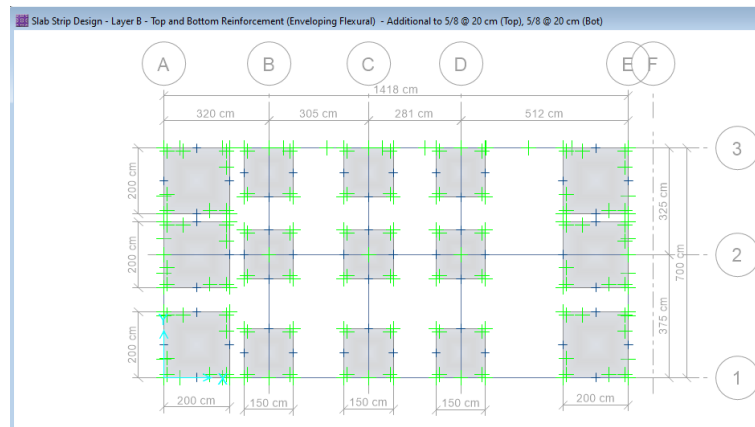 Slab Strip Design - Layer B - Top and Bottom Reinforcement (Enveloping Flexural) - Additional to 5/8 @ 20 cm (Top), 5/8 @ 20 cm (Bot)
A B C D E F
1418 cm
320 cm 305 cm 281 cm 512 cm
3
200 cm
325 cm
2
200 cm
700 cm
375 cm
200 cm
1
200 cm 150 cm 150 cm 150 cm 200 cm